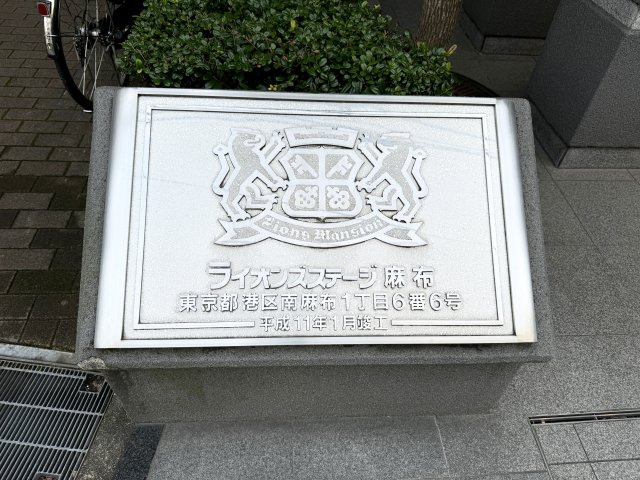 Lions Mansion
ライオンズステージ麻布
東京都港区南麻布1丁目6番6号
平成11年1月竣工